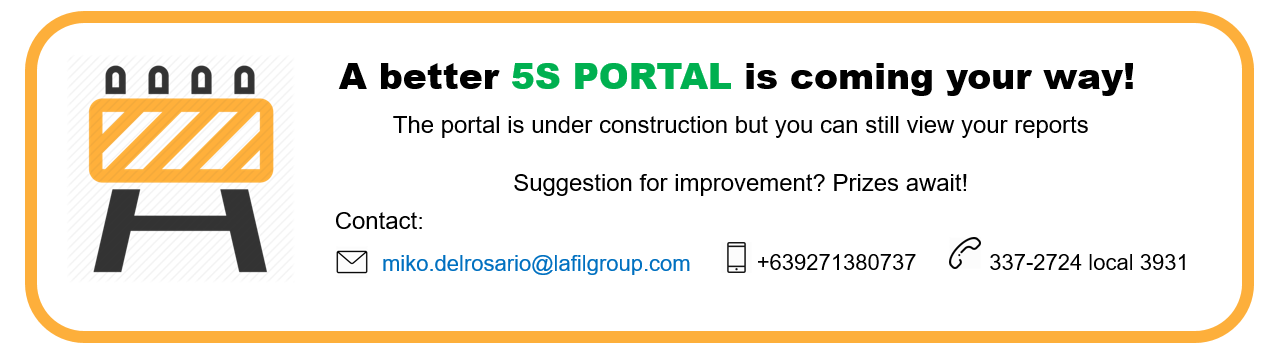 A better 5S PORTAL is coming your way!
The portal is under construction but you can still view your reports
Suggestion for improvement? Prizes await!
Contact:
miko.delrosario@lafilgroup.com +639271380737 337-2724 local 3931